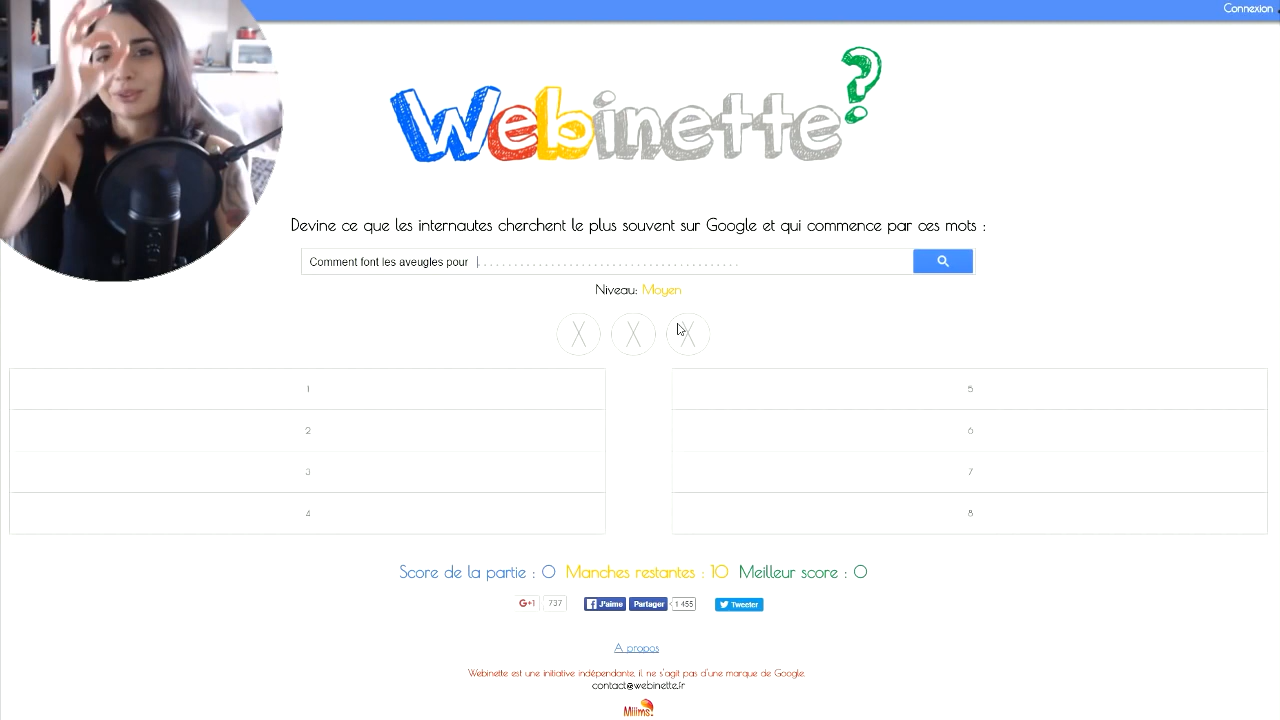 Connexion
Webinette?
Devine ce que les internautes cherchent le plus souvent sur Google et qui commence par ces mots :
Comment font les aveugles pour ........................................
Niveau: Moyen
X X X
1
2
3
4
5
6
7
8
Score de la partie : 0 Manches restantes : 10 Meilleur score : 0
G+1 737 J'aime Partager 1 455 Tweeter
A propos
Webinette est une initiative indépendante, il ne s'agit pas d'une marque de Google.
contact@webinette.fr
Miiims